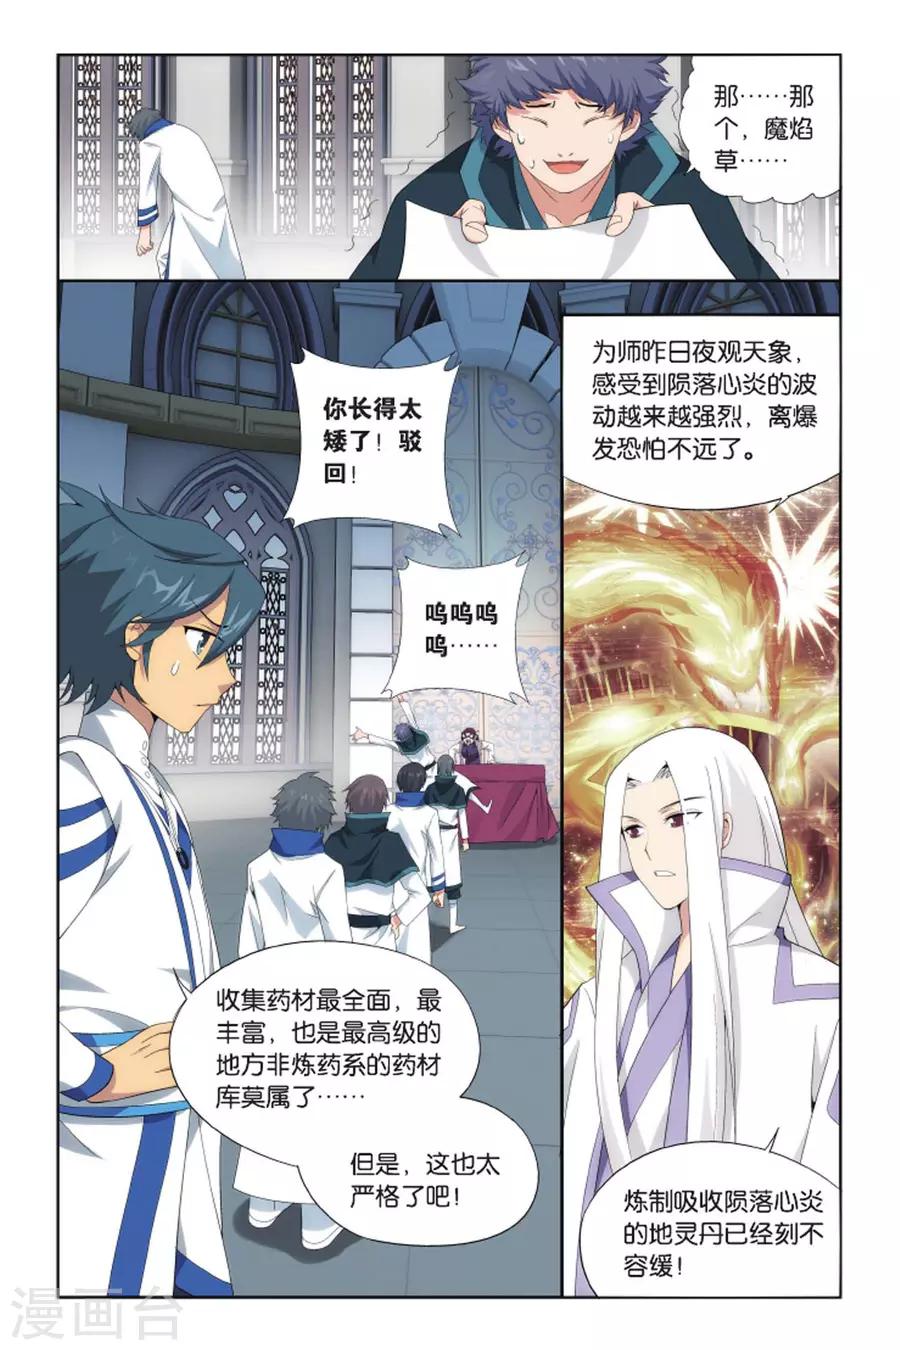 那……那
个，魔焰
草……
你长得太
矮了！驳
回！
呜呜呜
呜……
为师昨日夜观天象，
感受到陨落心炎的波
动越来越强烈，离爆
发恐怕不远了。
收集药材最全面，最
丰富，也是最高级的
地方非炼药系的药材
库莫属了……
但是，这也太
严格了吧！
炼制吸收陨落心炎
的地灵丹已经刻不
容缓！
漫画台